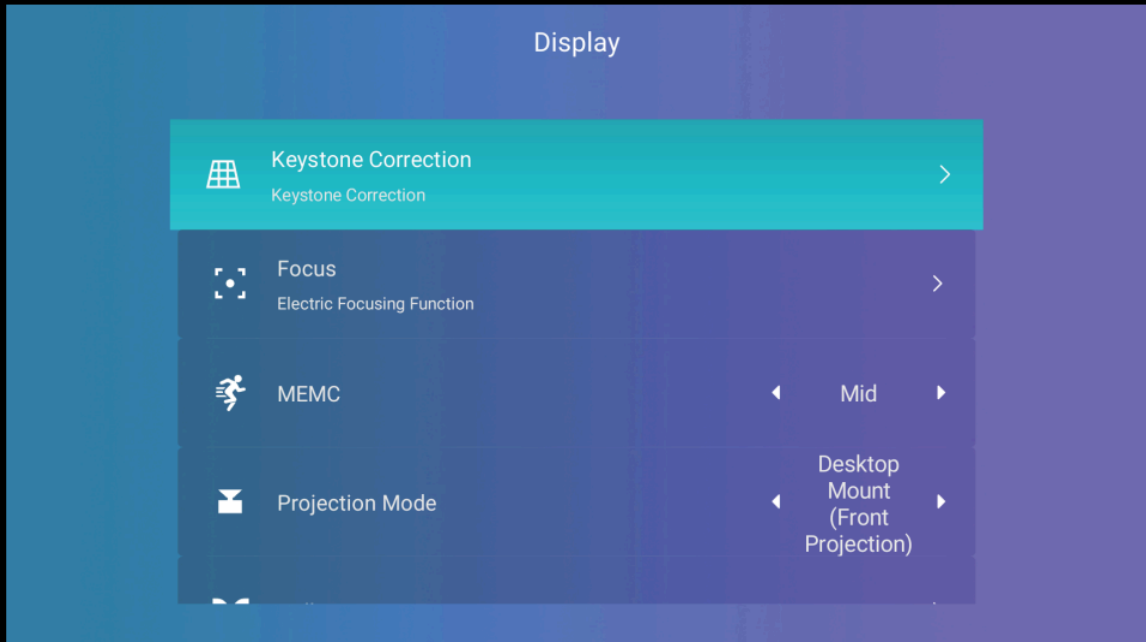 Display
Keystone Correction
Keystone Correction
Focus
Electric Focusing Function
MEMC
Mid
Projection Mode
Desktop
Mount
(Front
Projection)